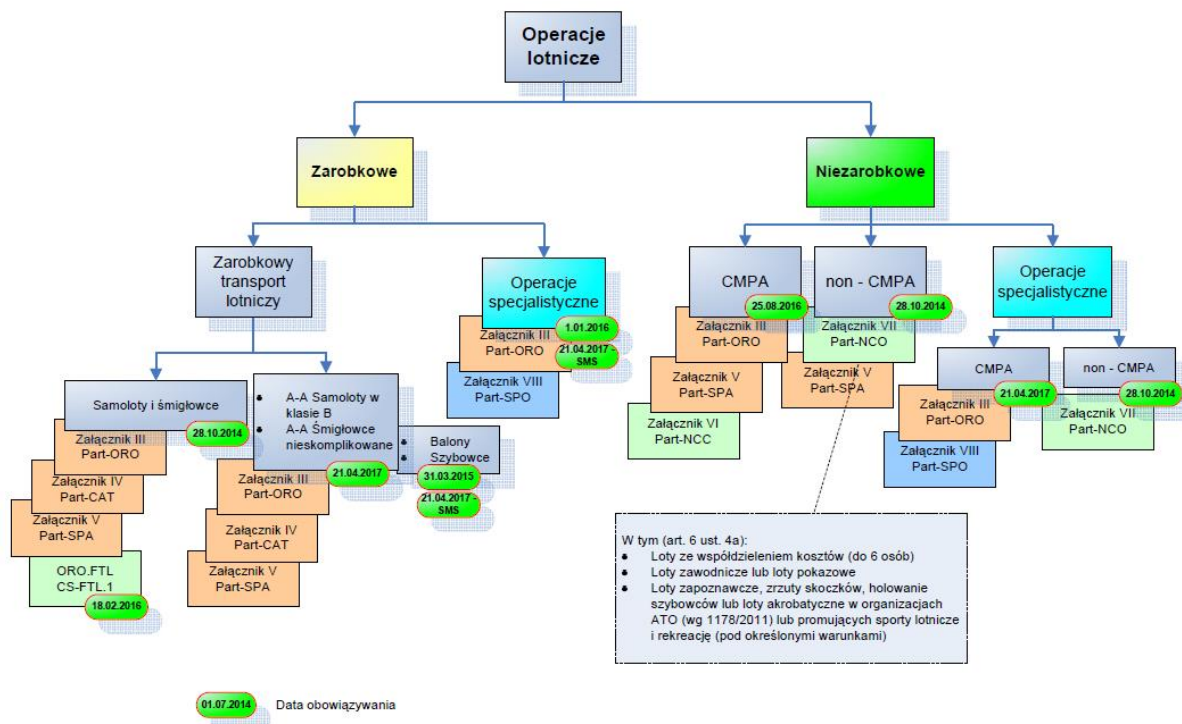 Operacje
lotnicze
Zarobkowe
Niezarobkowe
Zarobkowy
transport
lotniczy
Operacje
specjalistyczne
1.01.2016
21.04.2017 -
SMS
Załącznik III
Part-ORO
Załącznik VIII
Part-SPO
CMPA
25.08.2016
Załącznik III
Part-ORO
Załącznik V
Part-SPA
Załącznik VI
Part-NCC
non - CMPA
28.10.2014
Załącznik VII
Part-NCO
Załącznik V
Part-SPA
Operacje
specjalistyczne
CMPA
21.04.2017
Załącznik III
Part-ORO
Załącznik VIII
Part-SPO
non - CMPA
28.10.2014
Załącznik VII
Part-NCO
Samoloty i śmigłowce
28.10.2014
Załącznik III
Part-ORO
Załącznik IV
Part-CAT
Załącznik V
Part-SPA
ORO.FTL
CS-FTL.1
18.02.2016
A-A Samoloty w
klasie B
A-A Śmigłowce
nieskomplikowane
21.04.2017
Załącznik III
Part-ORO
Załącznik IV
Part-CAT
Załącznik V
Part-SPA
Balony
Szybowce
31.03.2015
21.04.2017 -
SMS
W tym (art. 6 ust. 4a):
Loty ze współdzieleniem kosztów (do 6 osób)
Loty zawodnicze lub loty pokazowe
Loty zapoznawcze, zrzuty skoczków, holowanie
szybowców lub loty akrobatyczne w organizacjach
ATO (wg 1178/2011) lub promujących sporty lotnicze
i rekreację (pod określonymi warunkami)
01.07.2014 Data obowiązywania